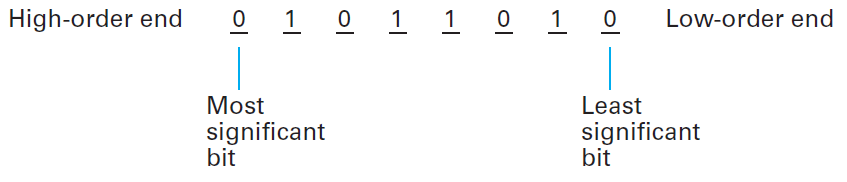 High-order end 0 1 0 1 1 0 1 0 Low-order end
Most
significant
bit
Least
significant
bit